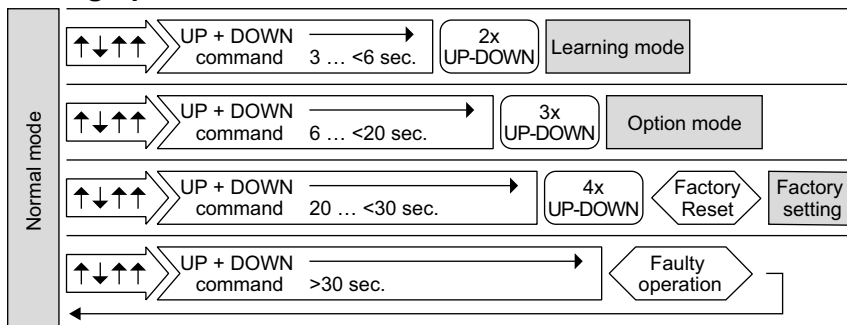 Normal mode
↑↓↑↑ UP + DOWN
command 3 … <6 sec.
2x
UP-DOWN
Learning mode
↑↓↑↑ UP + DOWN
command 6 … <20 sec.
3x
UP-DOWN
Option mode
↑↓↑↑ UP + DOWN
command 20 … <30 sec.
4x
UP-DOWN
Factory
Reset
Factory
setting
↑↓↑↑ UP + DOWN
command >30 sec.
Faulty
operation